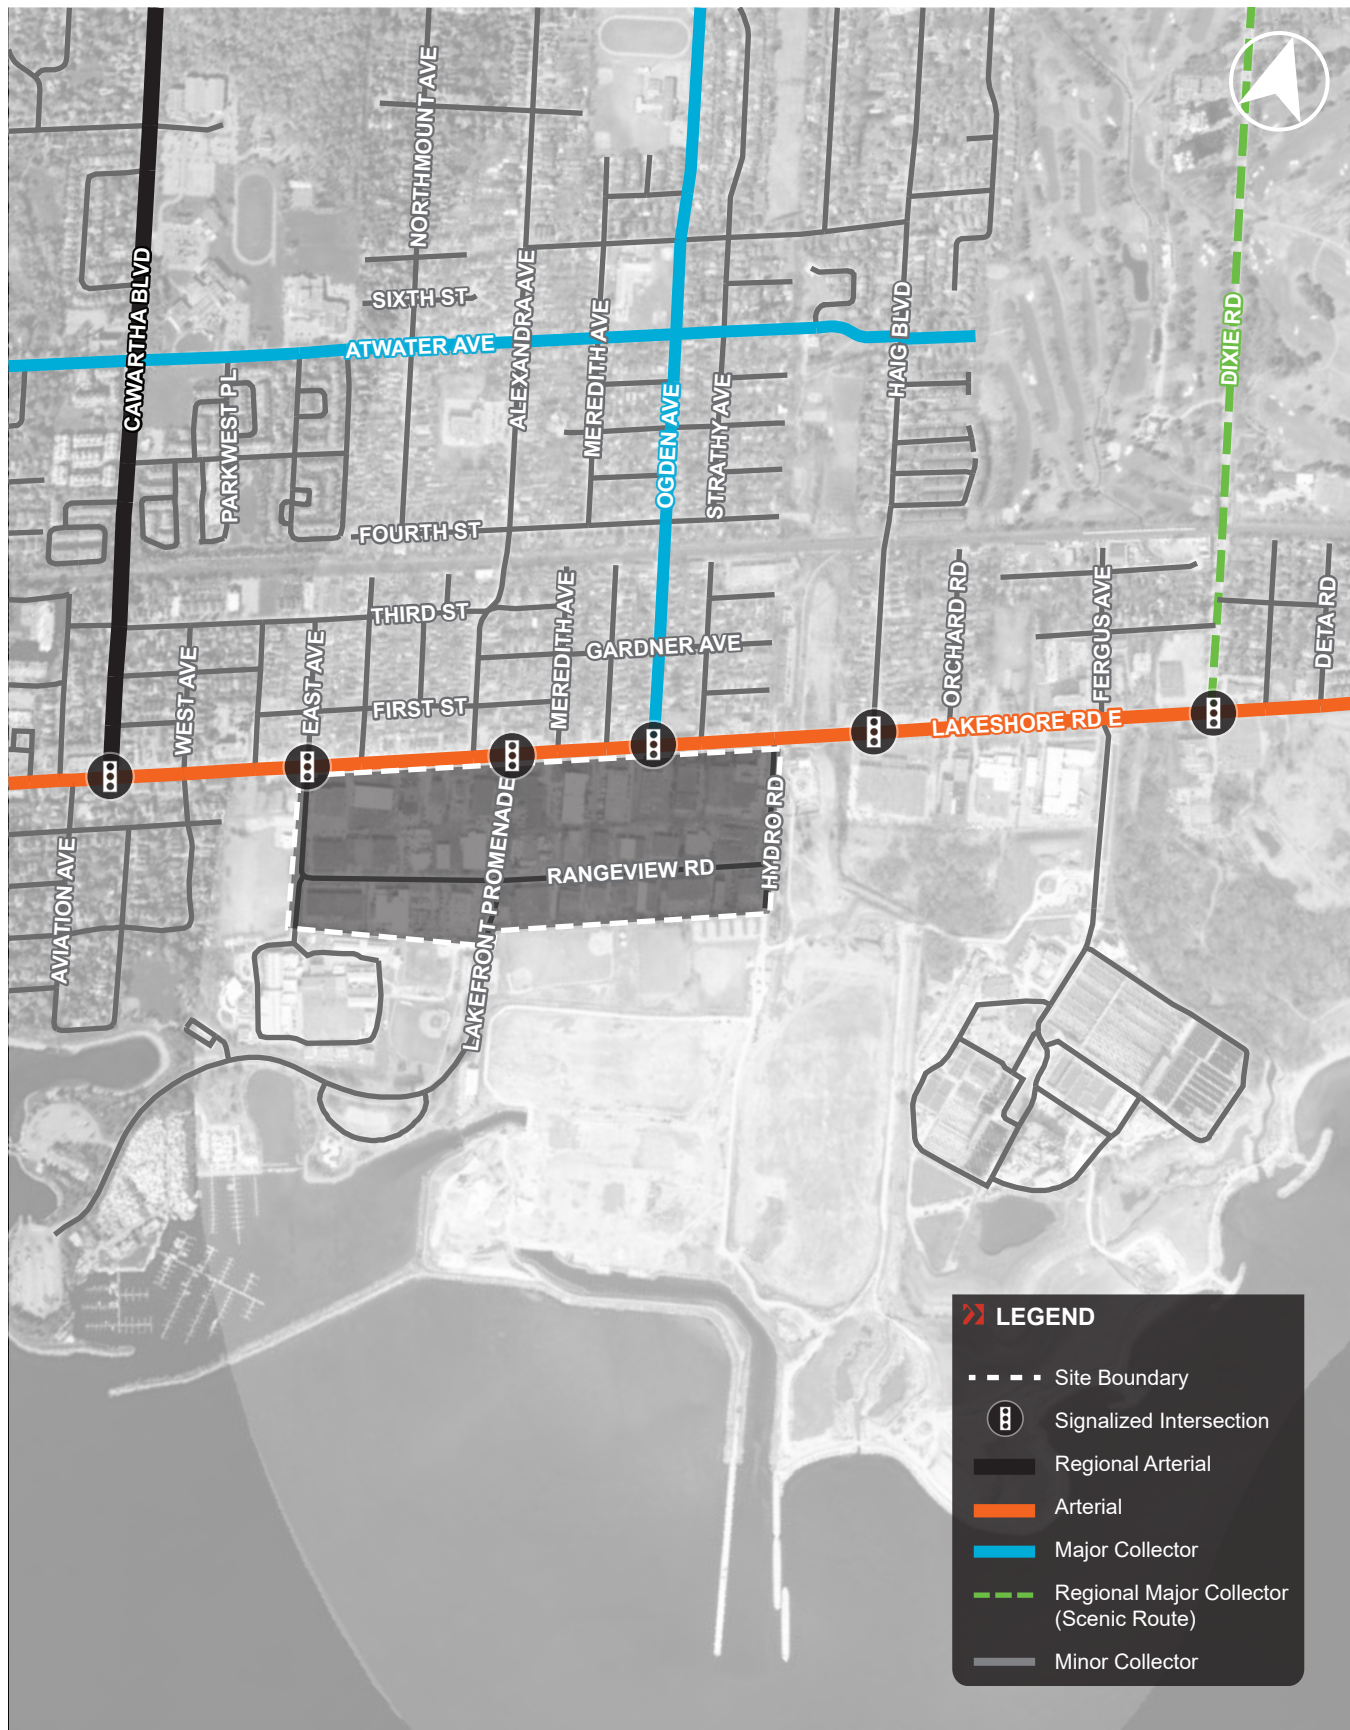 NORTHMOUNT AVE
CAWARTHA BLVD
SIXTH ST
ALEXANDRA AVE
MEREDITH AVE
HAIG BLVD
DIXIE RD
ATWATER AVE
PARKWEST PL
OGDEN AVE
STRATHY AVE
FOURTH ST
THIRD ST
MEREDITH AVE
GARDNER AVE
ORCHARD RD
FERGUS AVE
DETA RD
WEST AVE
EAST AVE
FIRST ST
LAKESHORE RD E
AVIATION AVE
LAKEFRONT PROMENADE
RANGEVIEW RD
HYDRO RD
LEGEND
Site Boundary
Signalized Intersection
Regional Arterial
Arterial
Major Collector
Regional Major Collector
(Scenic Route)
Minor Collector